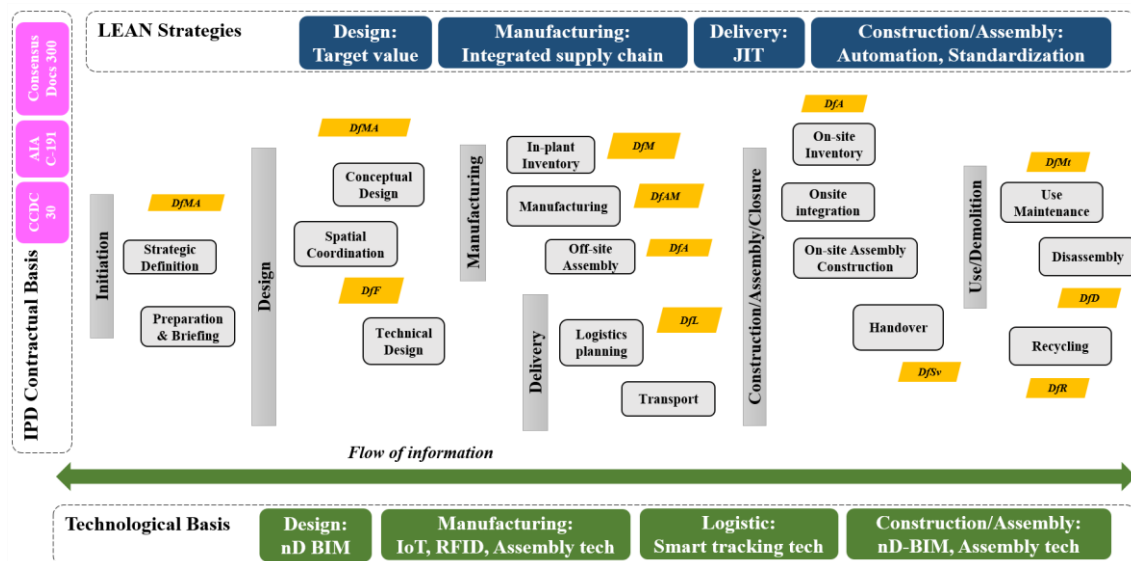 LEAN Strategies
Design:
Target value
Manufacturing:
Integrated supply chain
Delivery:
JIT
Construction/Assembly:
Automation, Standardization
Consensus
Docs 300
AIA
C-191
CCDC
30
IPD Contractual Basis
Initiation
DfMA
Strategic
Definition
Preparation
& Briefing
Design
DfMA
Conceptual
Design
Spatial
Coordination
DfF
Technical
Design
Manufacturing
In-plant
Inventory
DfM
Manufacturing
DfAM
Off-site
Assembly
DfA
Delivery
Logistics
planning
DfL
Transport
Construction/Assembly/Closure
DfA
On-site
Inventory
Onsite
integration
On-site Assembly
Construction
Handover
DfSv
Use/Demolition
DfMt
Use
Maintenance
Disassembly
DfD
Recycling
DfR
Flow of information
Technological Basis
Design:
nD BIM
Manufacturing:
IoT, RFID, Assembly tech
Logistic:
Smart tracking tech
Construction/Assembly:
nD-BIM, Assembly tech